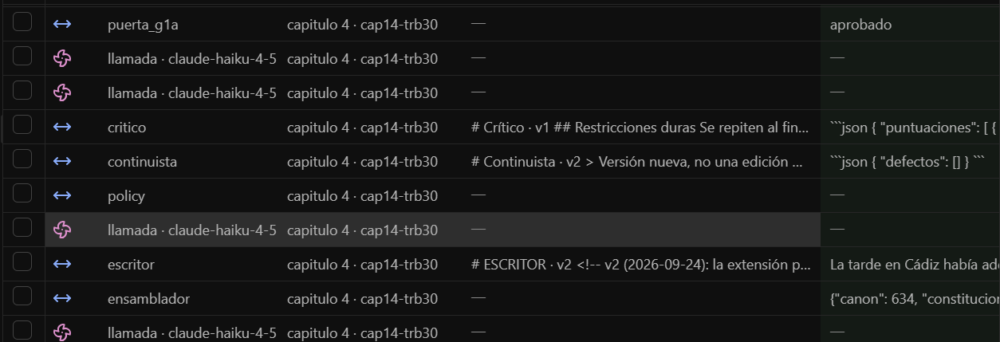 puerta_g1a capitulo 4 · cap14-trb30 — aprobado
llamada · claude-haiku-4-5 capitulo 4 · cap14-trb30 — —
llamada · claude-haiku-4-5 capitulo 4 · cap14-trb30 — —
critico capitulo 4 · cap14-trb30 # Crítico · v1 ## Restricciones duras Se repiten al fin... ```json { "puntuaciones": [ {
continuista capitulo 4 · cap14-trb30 # Continuista · v2 > Versión nueva, no una edición ... ```json { "defectos": [] } ```
policy capitulo 4 · cap14-trb30 — —
llamada · claude-haiku-4-5 capitulo 4 · cap14-trb30 — —
escritor capitulo 4 · cap14-trb30 # ESCRITOR · v2 <!-- v2 (2026-09-24): la extensión p... La tarde en Cádiz había ado
ensamblador capitulo 4 · cap14-trb30 — {"canon": 634, "constitucion
llamada · claude-haiku-4-5 capitulo 4 · cap14-trb30 — —